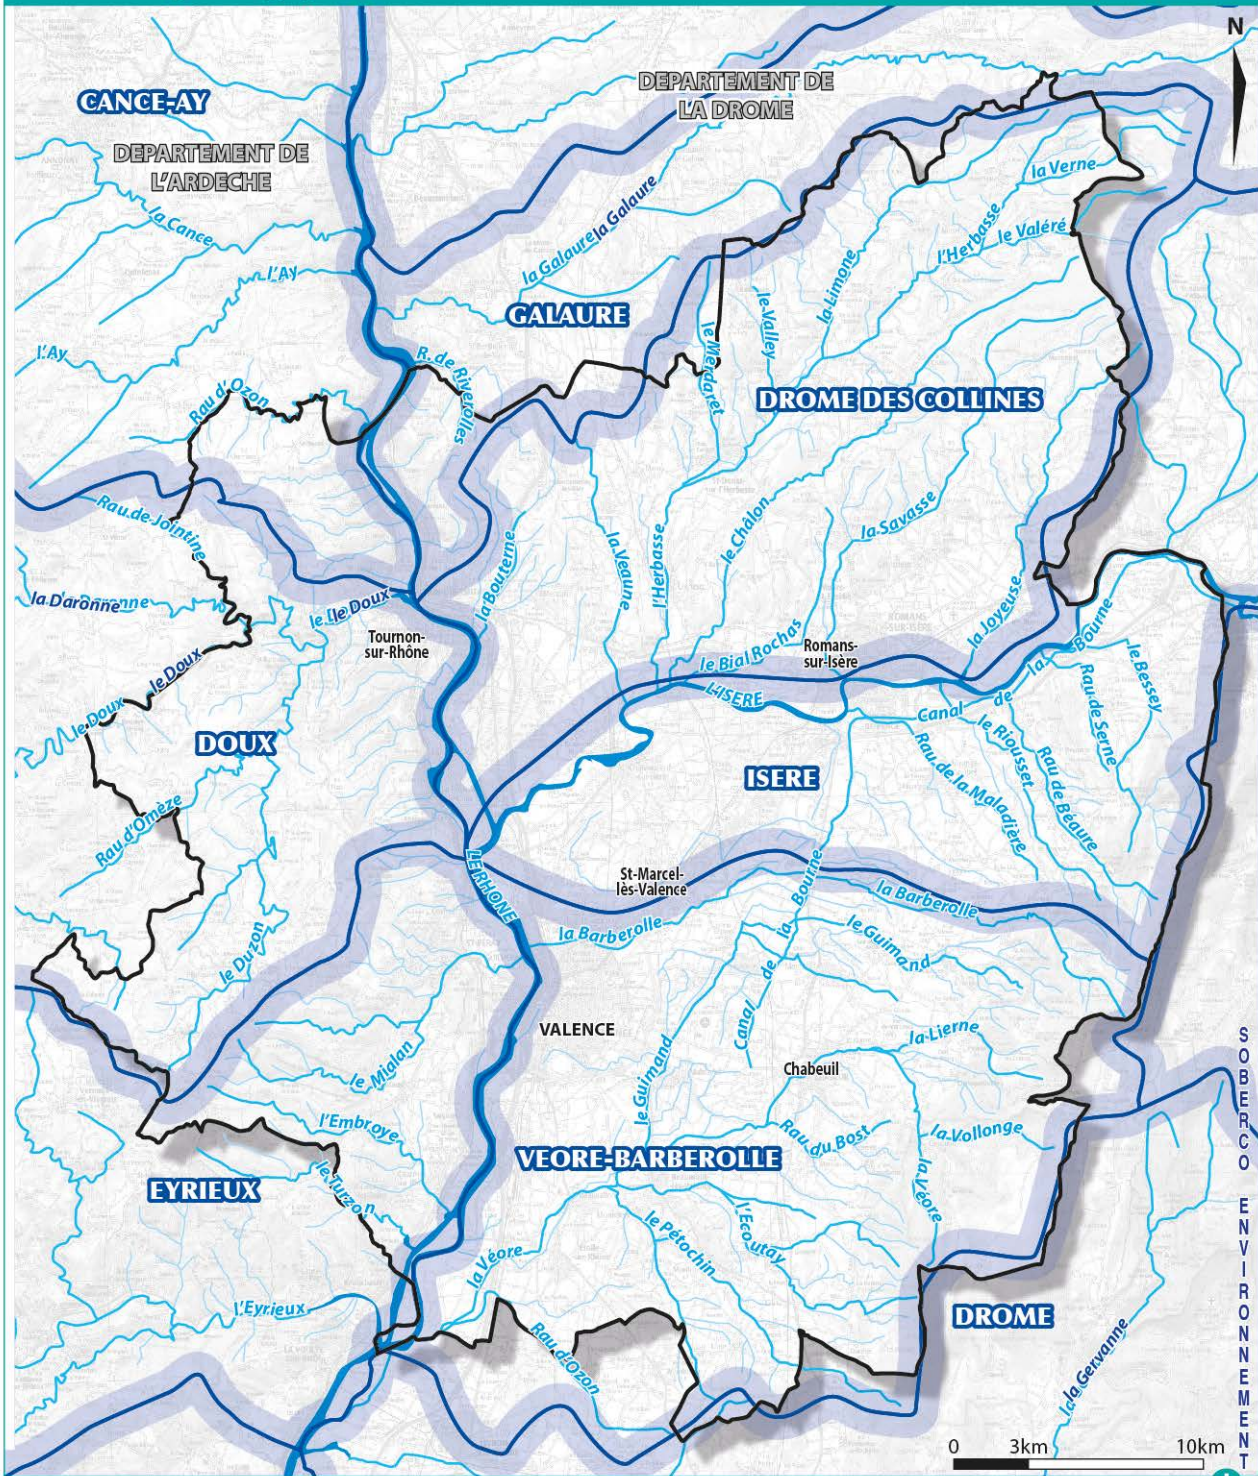 N
CANCE-AY
DEPARTEMENT DE
LA DROME
DEPARTEMENT DE
L'ARDECHE
la Verne
la Cance
la Galaure
la Galaure
l'Herbasse
le Valéré
l'Ay
la Limone
le Valley
GALAURE
le Merdaret
l'Ay
R. de Riverolles
Rau d'Ozon
DROME DES COLLINES
Rau de Jointine
le Châlon
la Savasse
la Veaune
l'Herbasse
la Bouterne
la Daronne
le Doux
la Joyeuse
Tournon-
sur-Rhône
le Bial Rochas
Romans-
sur-Isère
Canal de la Bourne
le Bessey
Rau de Serne
le Doux
le Doux
L'ISERE
le Riousset
DOUX
Rau de la Maladière
Rau de Béaure
ISERE
Rau d'Omèze
LE RHONE
St-Marcel-
lès-Valence
la Barberolle
la Barberolle
Canal de la Bourne
le Guimand
le Duzon
VALENCE
la Lierne
le Mialan
le Guimand
Chabeuil
l'Embroye
Rau du Bost
la Vollonge
VEORE-BARBEROLLE
EYRIEUX
le Turzon
la Véore
l'Ecoutay
le Pétochin
la Véore
l'Eyrieux
DROME
Rau d'Ozon
la Gervanne
SOBERCO ENVIRONNEMENT
0 3km 10km